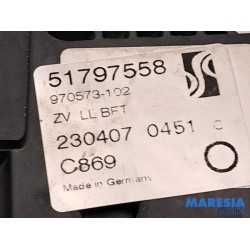 51797558
970573-102
ZV LL BFT
230407 0451 C
C869
Made in Germany
MARESIA